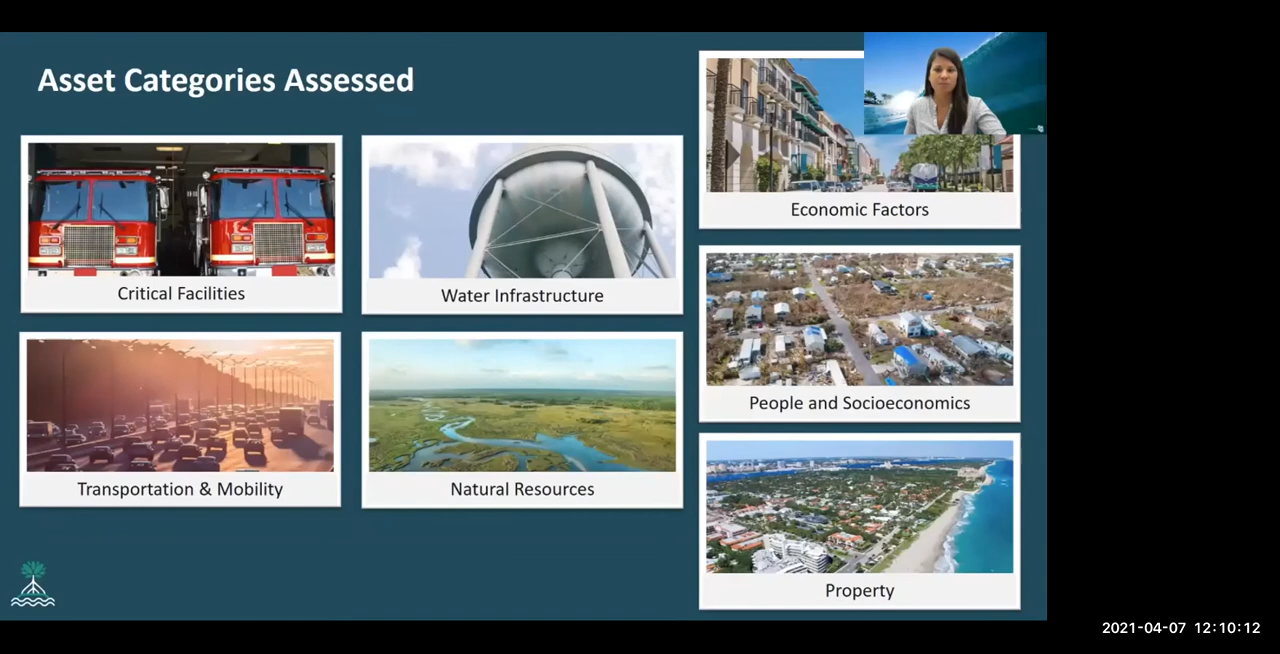 Asset Categories Assessed
Critical Facilities
Water Infrastructure
Economic Factors
Transportation & Mobility
Natural Resources
People and Socioeconomics
Property
2021-04-07 12:10:12